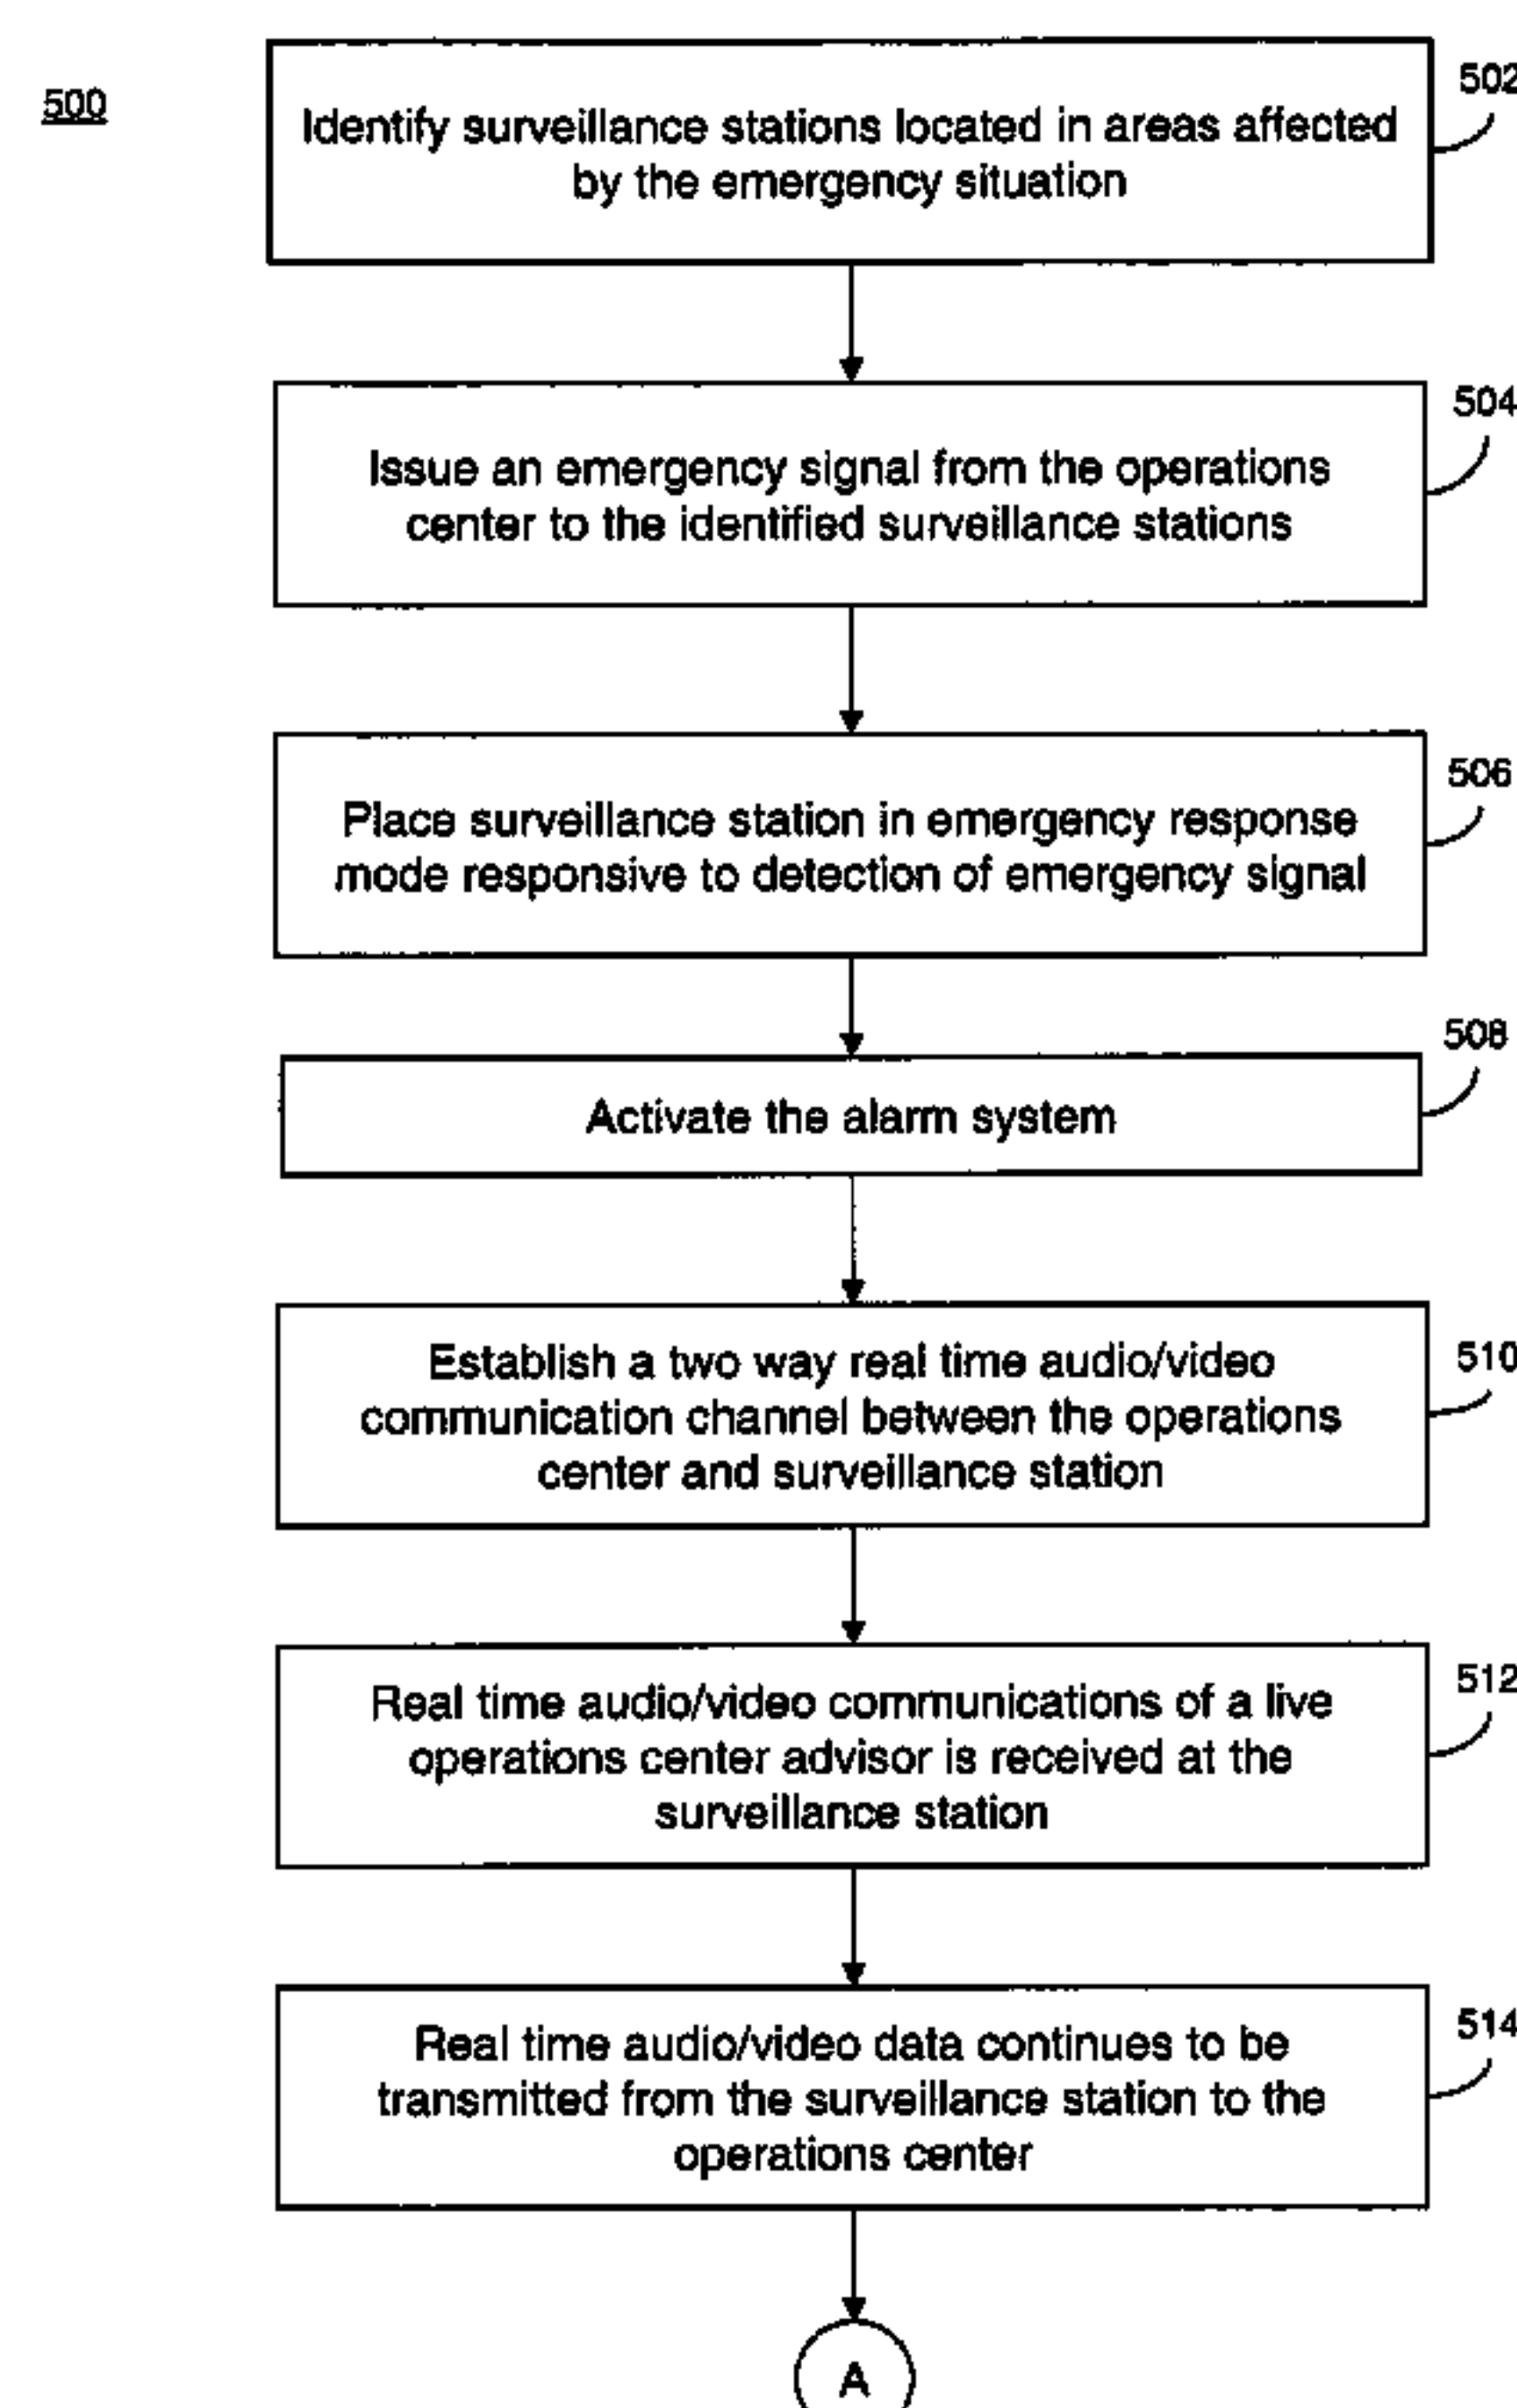 500
502
Identify surveillance stations located in areas affected
by the emergency situation
504
Issue an emergency signal from the operations
center to the identified surveillance stations
506
Place surveillance station in emergency response
mode responsive to detection of emergency signal
508
Activate the alarm system
510
Establish a two way real time audio/video
communication channel between the operations
center and surveillance station
512
Real time audio/video communications of a live
operations center advisor is received at the
surveillance station
514
Real time audio/video data continues to be
transmitted from the surveillance station to the
operations center
A